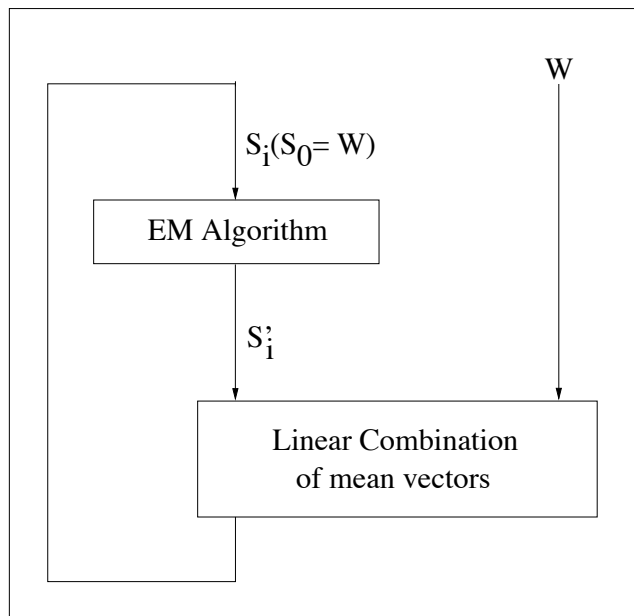 W
S_i(S_0= W)
EM Algorithm
S'_i
Linear Combination
of mean vectors